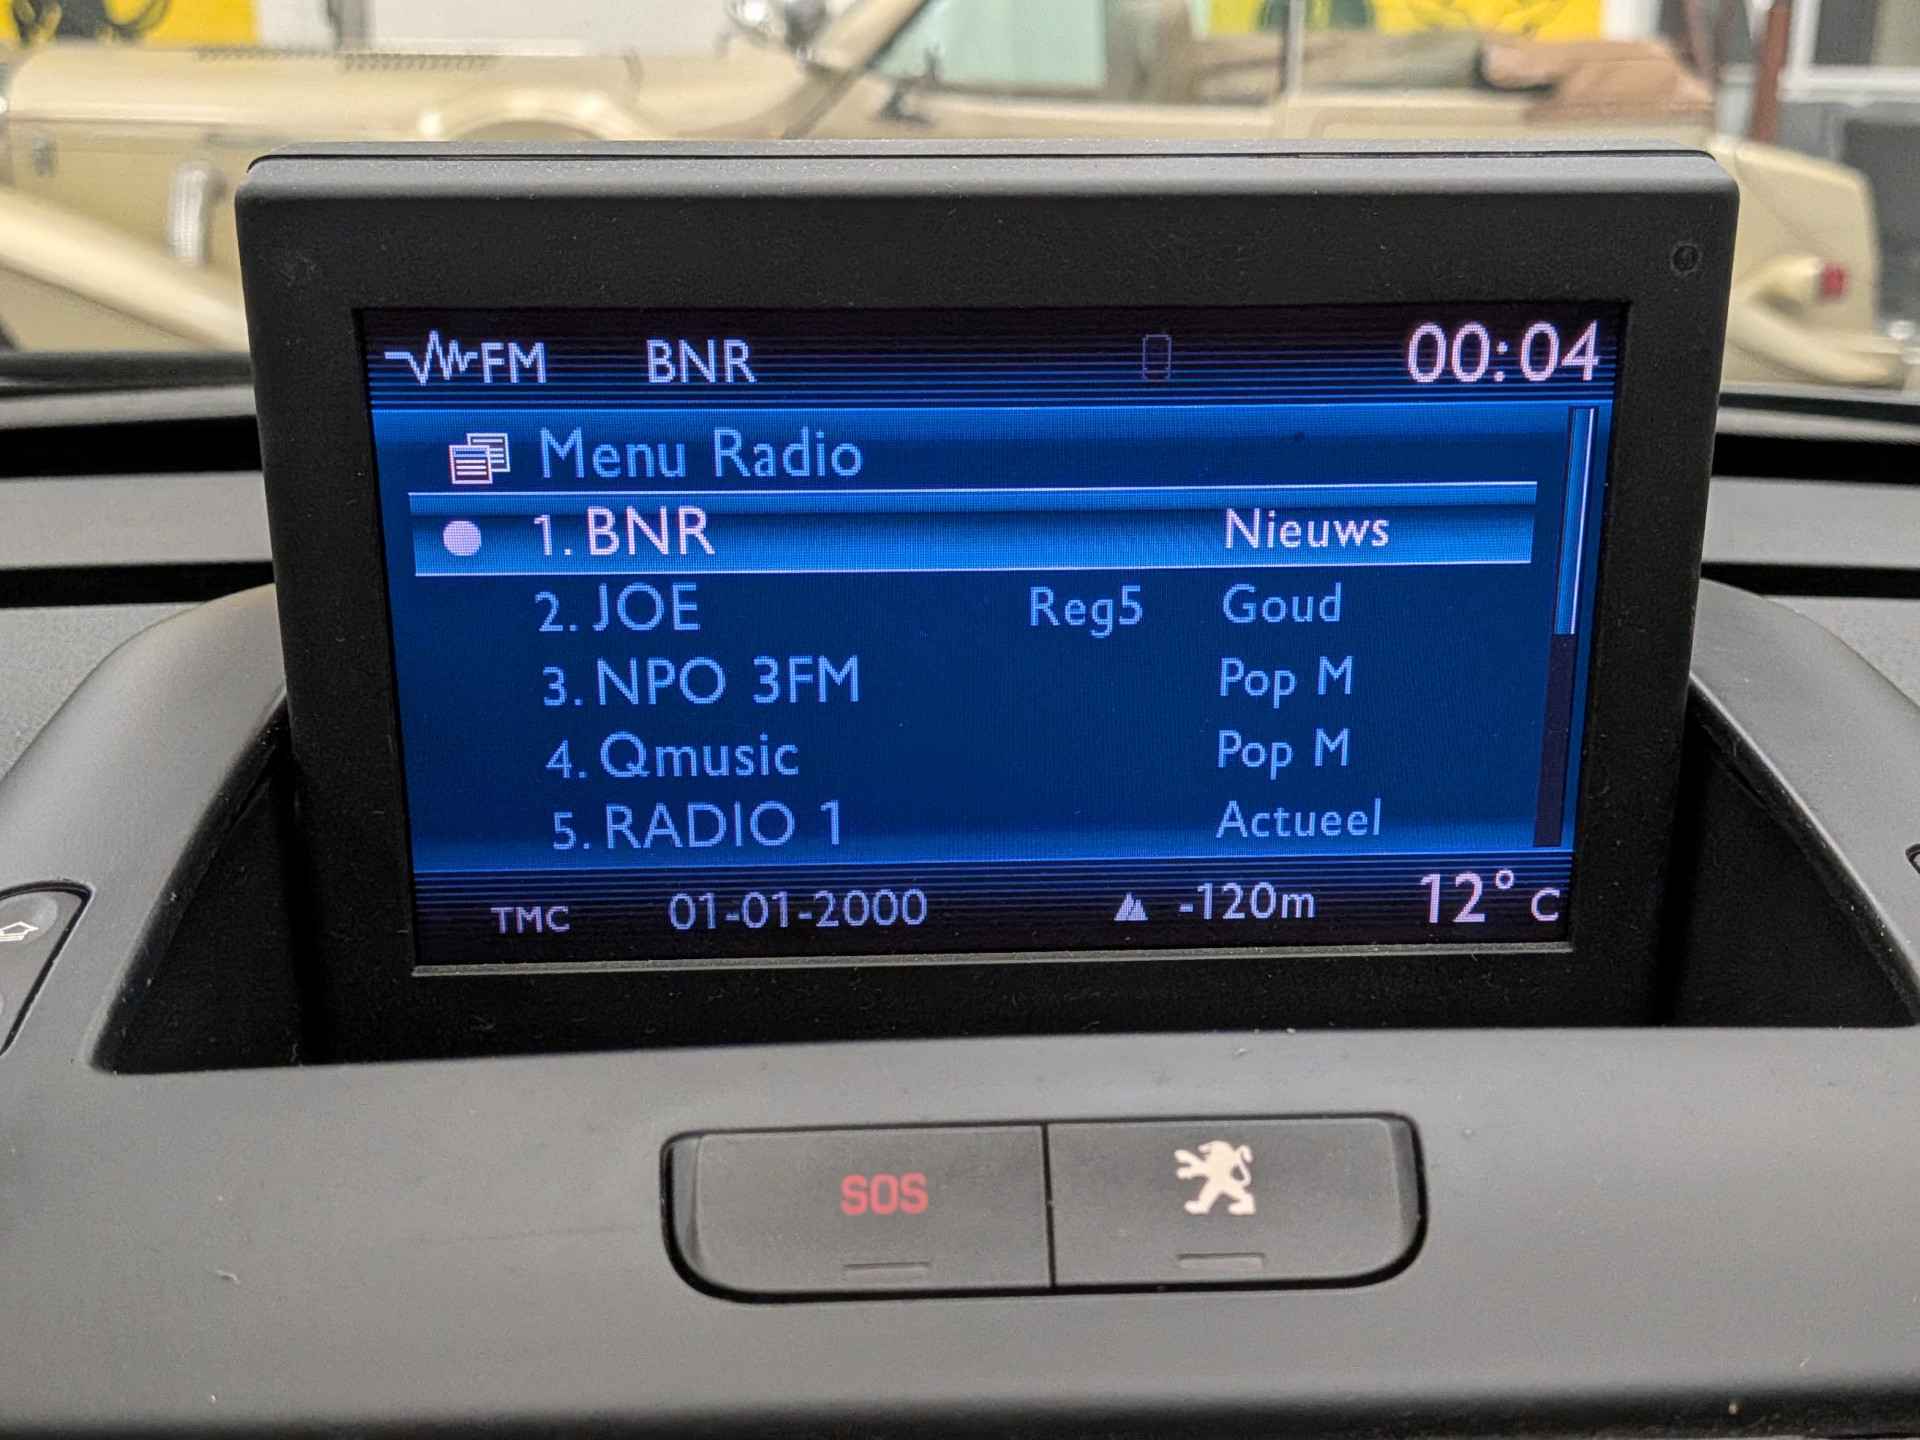 FM BNR 00:04
Menu Radio
1. BNR Nieuws
2. JOE Reg5 Goud
3. NPO 3FM Pop M
4. Qmusic Pop M
5. RADIO 1 Actueel
TMC 01-01-2000 -120m 12° C
SOS